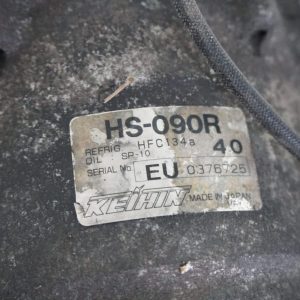 HS-090R
REFRIG HFC134a 40
OIL SP-10
SERIAL No. EU 0376725
KEIHIN MADE IN JAPAN